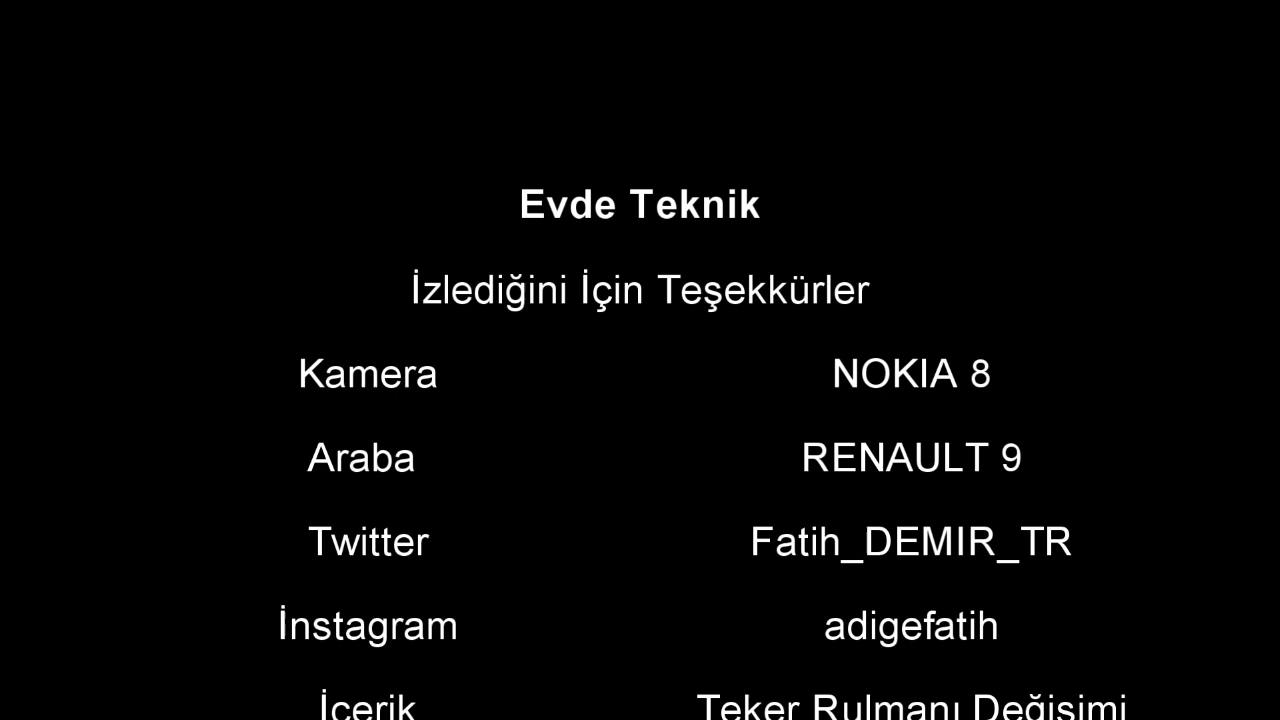 Evde Teknik
İzlediğini İçin Teşekkürler
Kamera NOKIA 8
Araba RENAULT 9
Twitter Fatih_DEMIR_TR
İnstagram adigefatih
İçerik Teker Rulmanı Değişimi